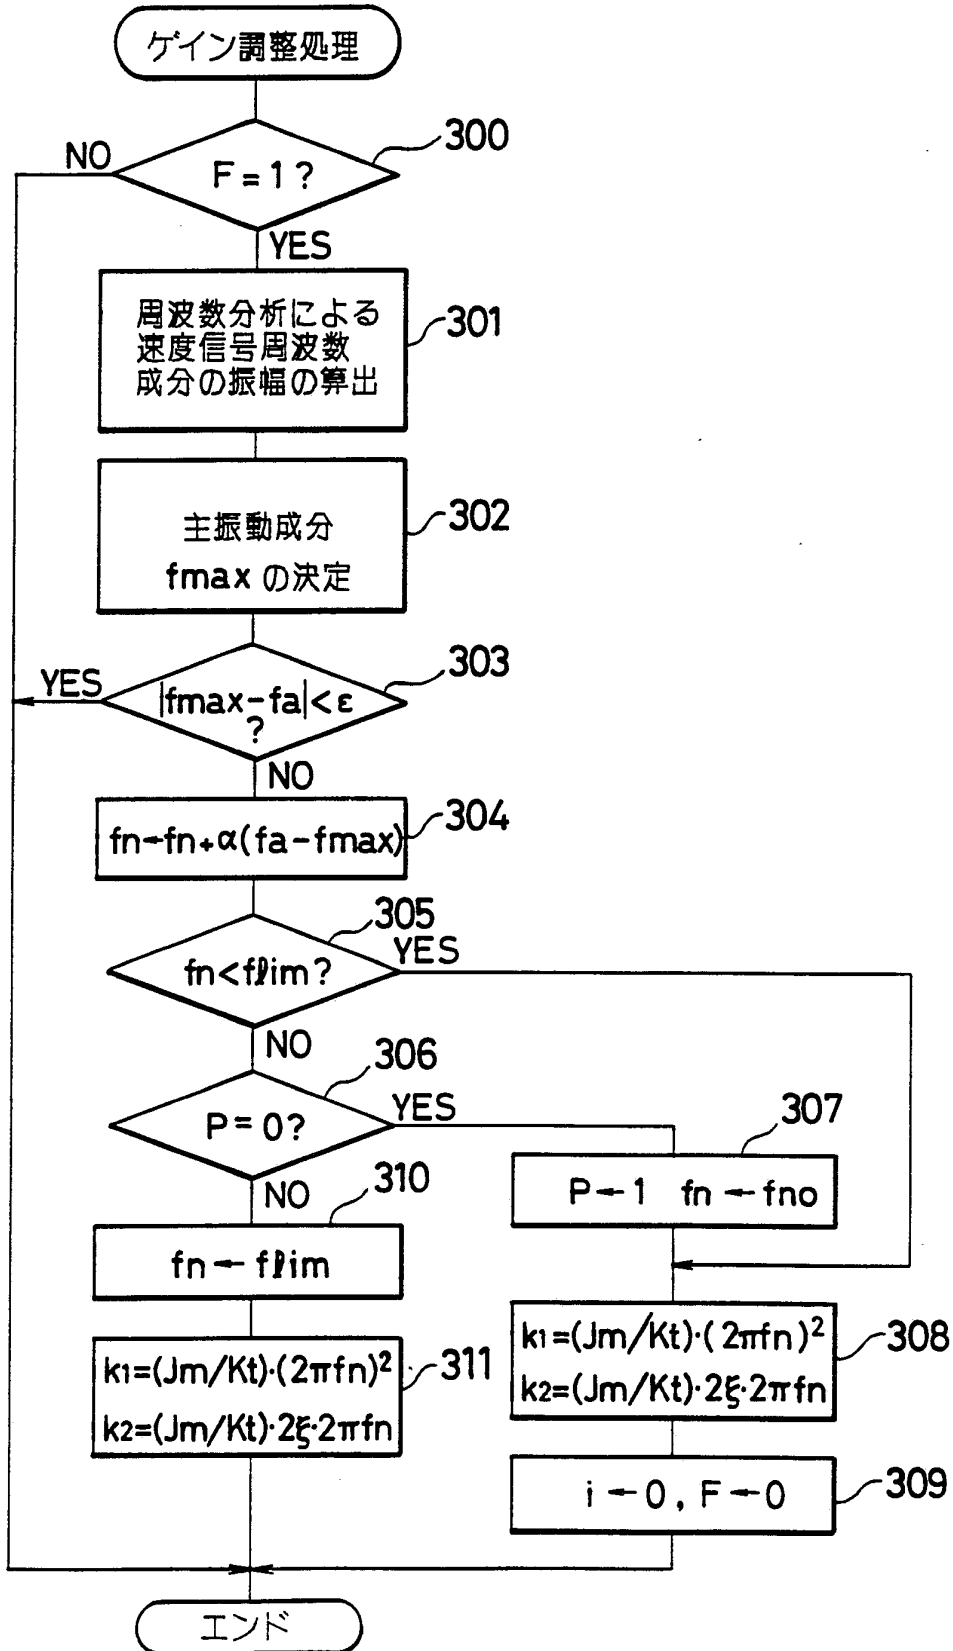 ゲイン調整処理
300
NO
F=1?
YES
周波数分析による
速度信号周波数
成分の振幅の算出
301
主振動成分
fmax の決定
302
303
YES
|fmax-fa|<ε
?
NO
fn←fn+α(fa-fmax)
304
305
fn<fℓim?
YES
NO
306
P=0?
YES
307
P←1 fn←fno
NO
310
fn←fℓim
k1=(Jm/Kt)·(2πfn)²
k2=(Jm/Kt)·2ξ·2πfn
308
k1=(Jm/Kt)·(2πfn)²
k2=(Jm/Kt)·2ξ·2πfn
311
i←0, F←0
309
エンド